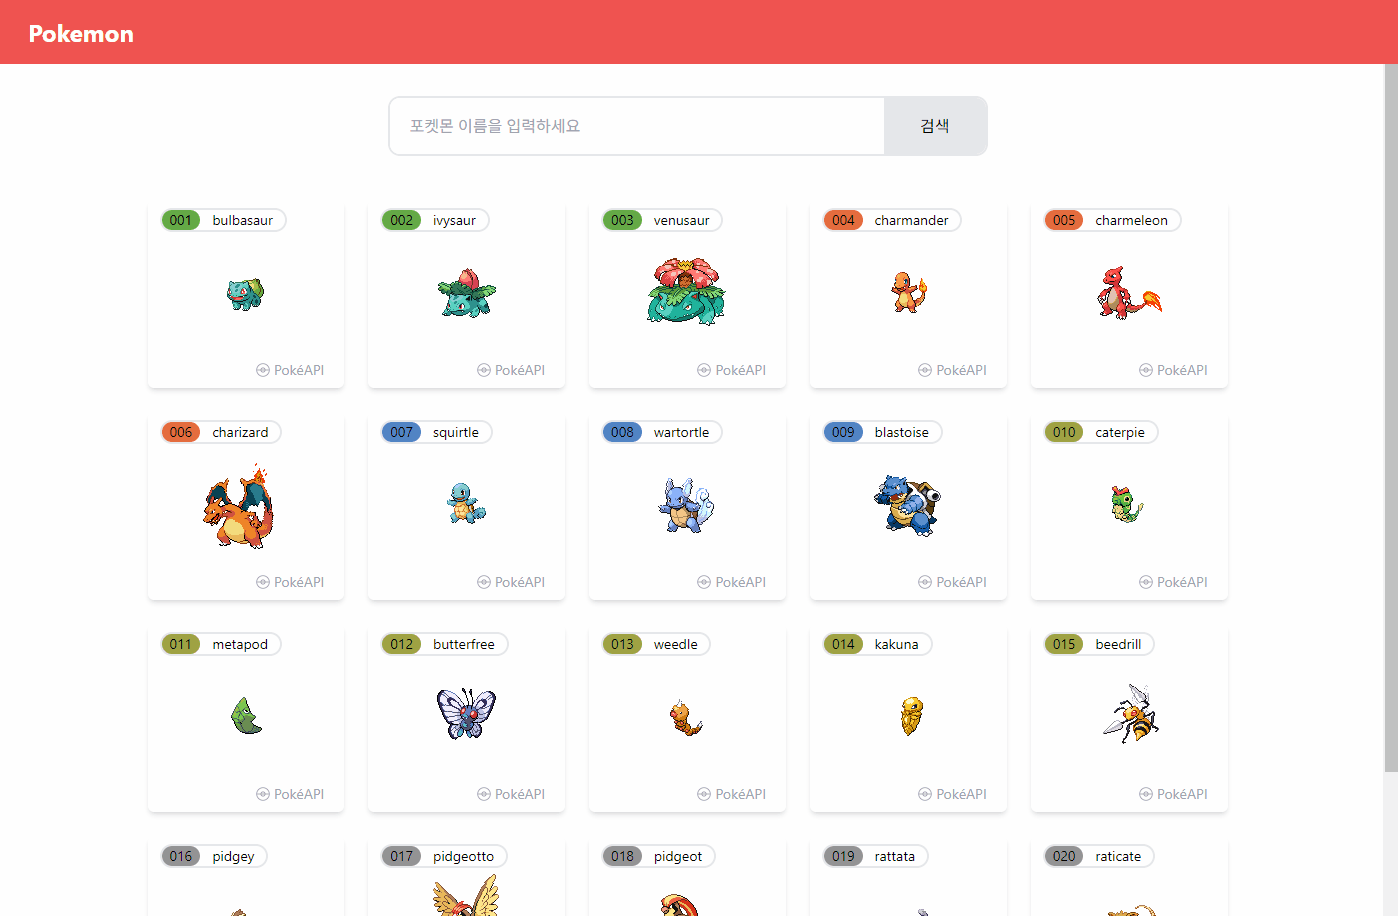 Pokemon
포켓몬 이름을 입력하세요 검색
001 bulbasaur 002 ivysaur 003 venusaur 004 charmander 005 charmeleon
PokéAPI PokéAPI PokéAPI PokéAPI PokéAPI
006 charizard 007 squirtle 008 wartortle 009 blastoise 010 caterpie
PokéAPI PokéAPI PokéAPI PokéAPI PokéAPI
011 metapod 012 butterfree 013 weedle 014 kakuna 015 beedrill
PokéAPI PokéAPI PokéAPI PokéAPI PokéAPI
016 pidgey 017 pidgeotto 018 pidgeot 019 rattata 020 raticate